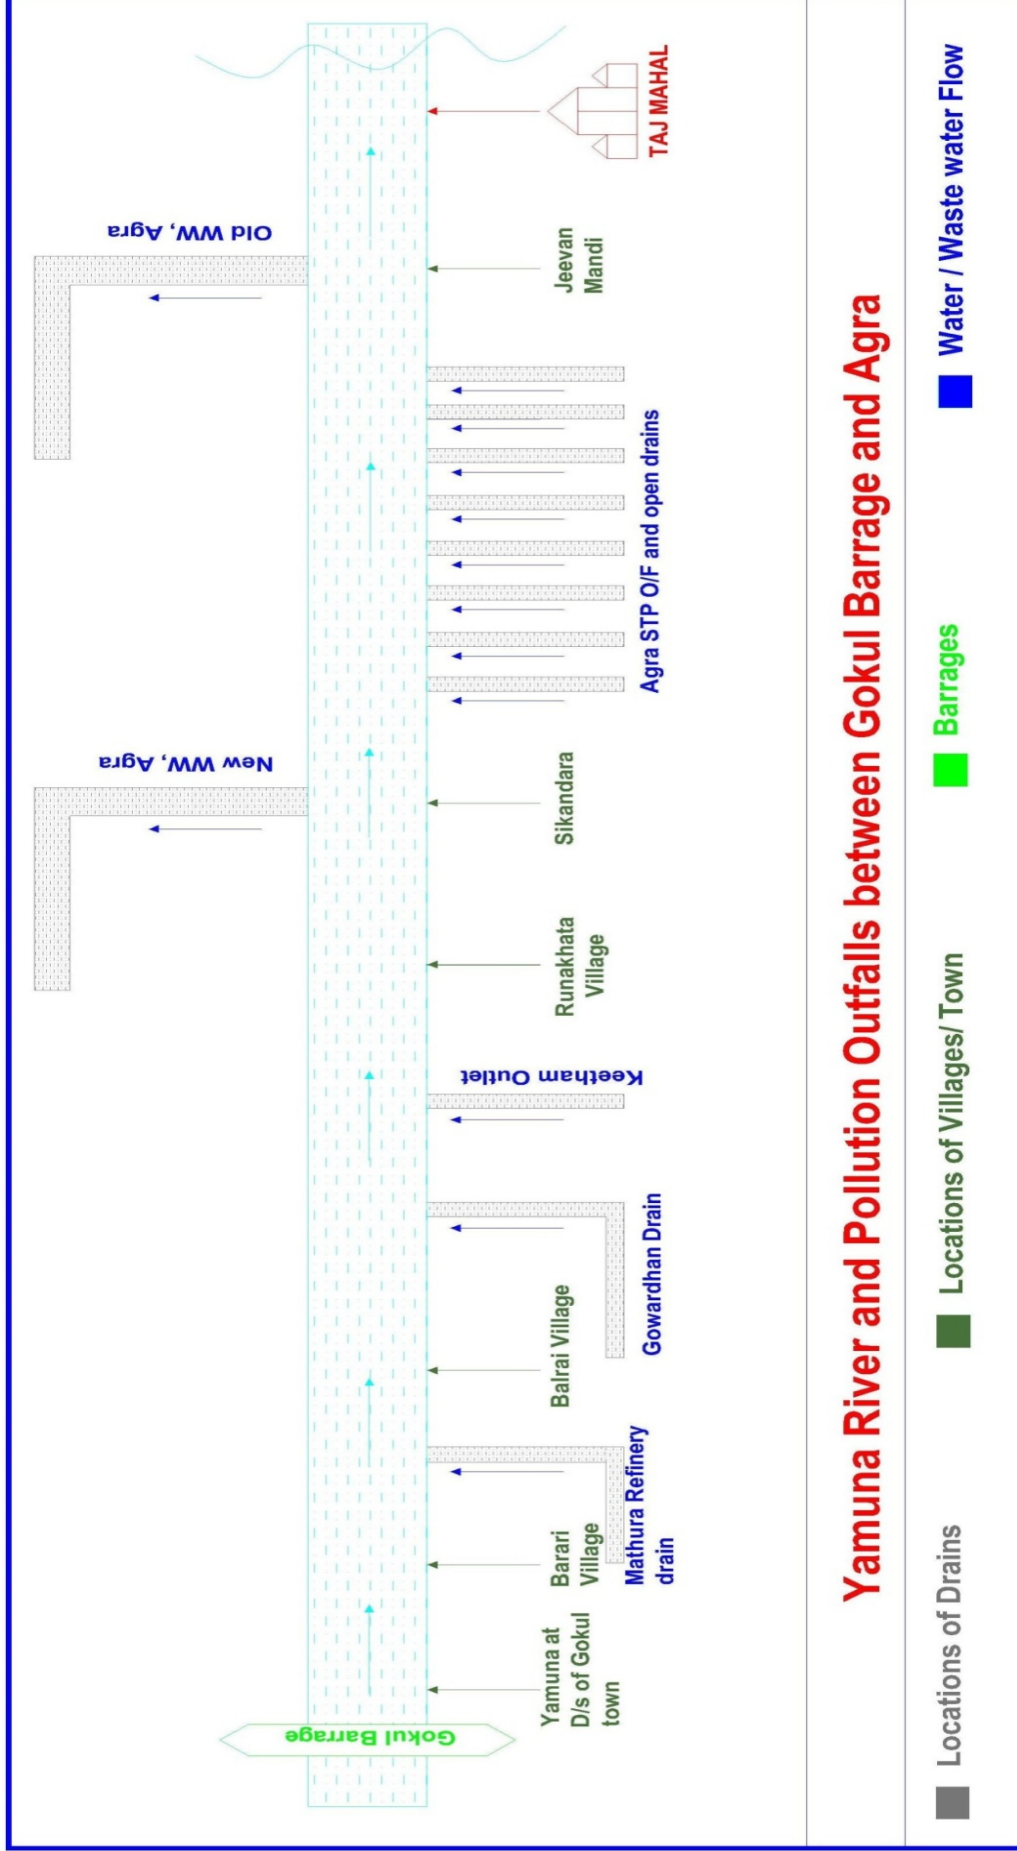 Old WW, Agra
New WW, Agra
Gokul Barrage
TAJ MAHAL
Jeevan
Mandi
Agra STP O/F and open drains
Sikandara
Runakhata
Village
Keetham Outlet
Gowardhan Drain
Balrai Village
Mathura Refinery
drain
Barari
Village
Yamuna at
D/s of Gokul
town
Yamuna River and Pollution Outfalls between Gokul Barrage and Agra
Locations of Drains
Locations of Villages/ Town
Barrages
Water / Waste water Flow